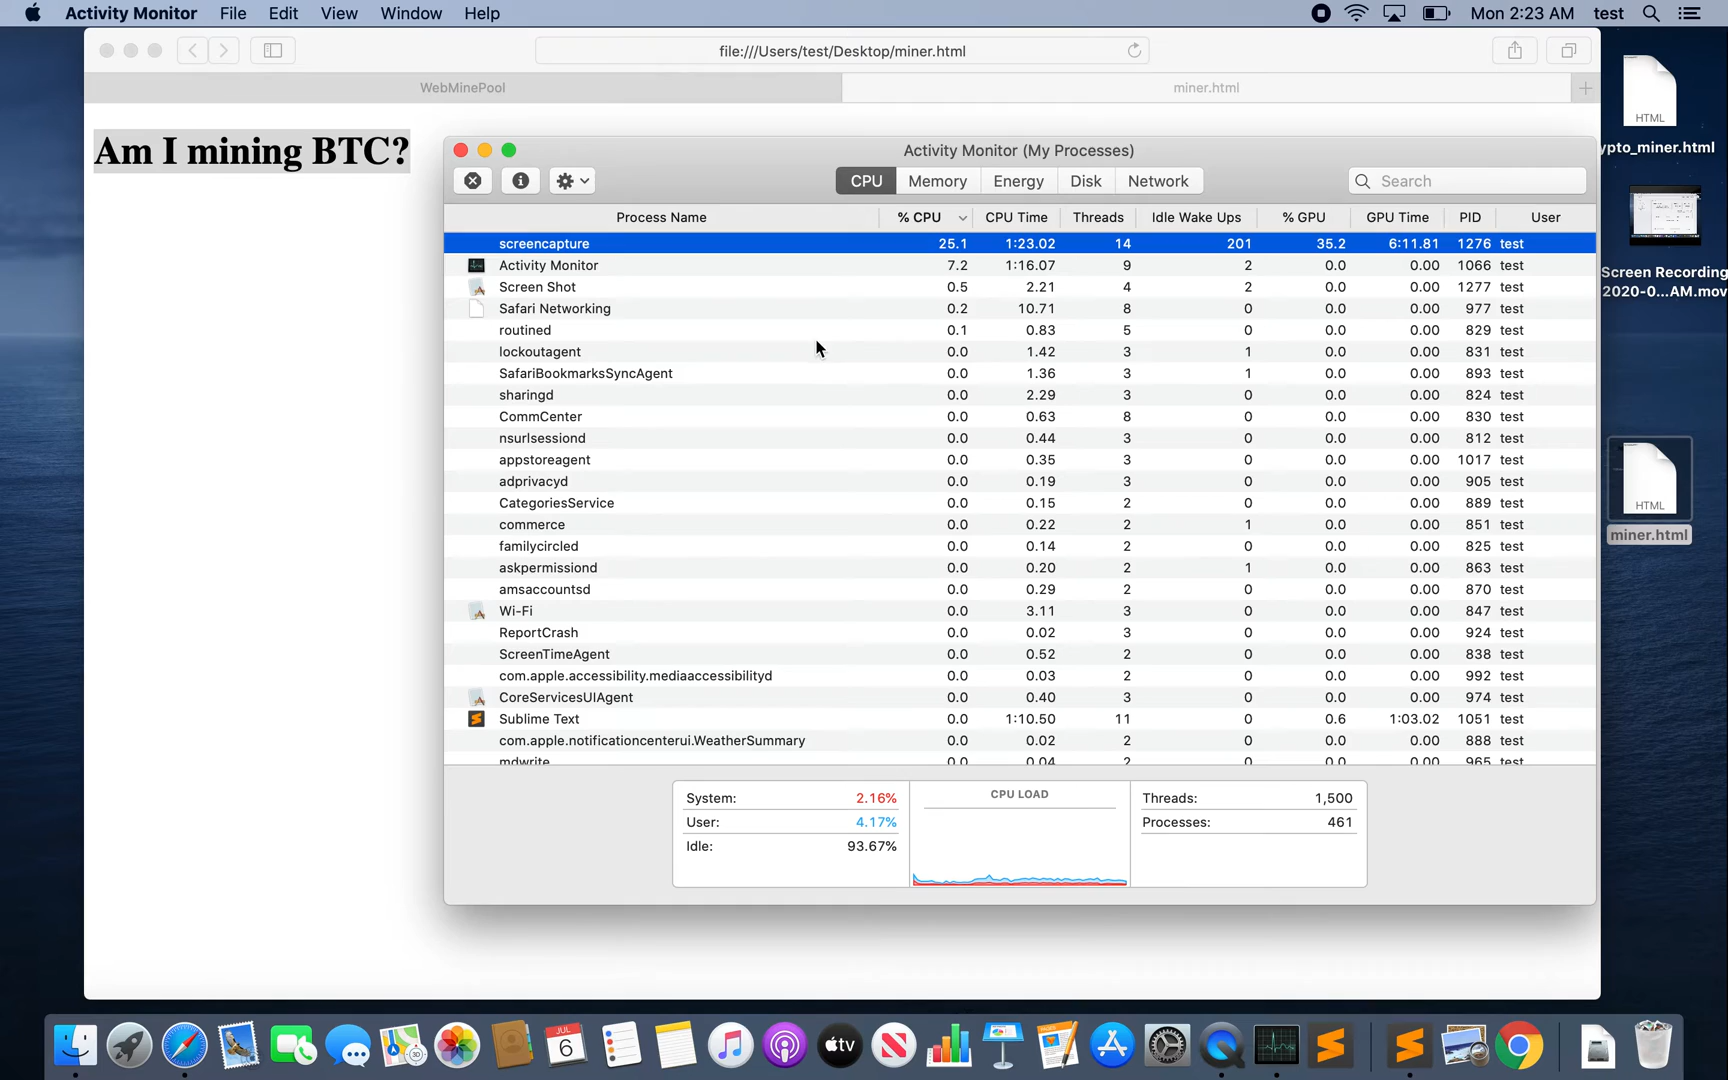 Activity Monitor File Edit View Window Help Mon 2:23 AM test
file:///Users/test/Desktop/miner.html
WebMinePool miner.html
Am I mining BTC?
Activity Monitor (My Processes)
CPU Memory Energy Disk Network Search
Process Name % CPU CPU Time Threads Idle Wake Ups % GPU GPU Time PID User
screencapture 25.1 1:23.02 14 201 35.2 6:11.81 1276 test
Activity Monitor 7.2 1:16.07 9 2 0.0 0.00 1066 test
Screen Shot 0.5 2.21 4 2 0.0 0.00 1277 test
Safari Networking 0.2 10.71 8 0 0.0 0.00 977 test
routined 0.1 0.83 5 0 0.0 0.00 829 test
lockoutagent 0.0 1.42 3 1 0.0 0.00 831 test
SafariBookmarksSyncAgent 0.0 1.36 3 1 0.0 0.00 893 test
sharingd 0.0 2.29 3 0 0.0 0.00 824 test
CommCenter 0.0 0.63 8 0 0.0 0.00 830 test
nsurlsessiond 0.0 0.44 3 0 0.0 0.00 812 test
appstoreagent 0.0 0.35 3 0 0.0 0.00 1017 test
adprivacyd 0.0 0.19 3 0 0.0 0.00 905 test
CategoriesService 0.0 0.15 2 0 0.0 0.00 889 test
commerce 0.0 0.22 2 1 0.0 0.00 851 test
familycircled 0.0 0.14 2 0 0.0 0.00 825 test
askpermissiond 0.0 0.20 2 1 0.0 0.00 863 test
amsaccountsd 0.0 0.29 2 0 0.0 0.00 870 test
Wi-Fi 0.0 3.11 3 0 0.0 0.00 847 test
ReportCrash 0.0 0.02 3 0 0.0 0.00 924 test
ScreenTimeAgent 0.0 0.52 2 0 0.0 0.00 838 test
com.apple.accessibility.mediaaccessibilityd 0.0 0.03 2 0 0.0 0.00 992 test
CoreServicesUIAgent 0.0 0.40 3 0 0.0 0.00 974 test
Sublime Text 0.0 1:10.50 11 0 0.6 1:03.02 1051 test
com.apple.notificationcenterui.WeatherSummary 0.0 0.02 2 0 0.0 0.00 888 test
mdwrite 0.0 0.04 2 0 0.0 0.00 965 test
System: 2.16%
User: 4.17%
Idle: 93.67%
CPU LOAD
Threads: 1,500
Processes: 461
HTML
ypto_miner.html
Screen Recording
2020-0...AM.mov
HTML
miner.html
JUL
6
3D
tv